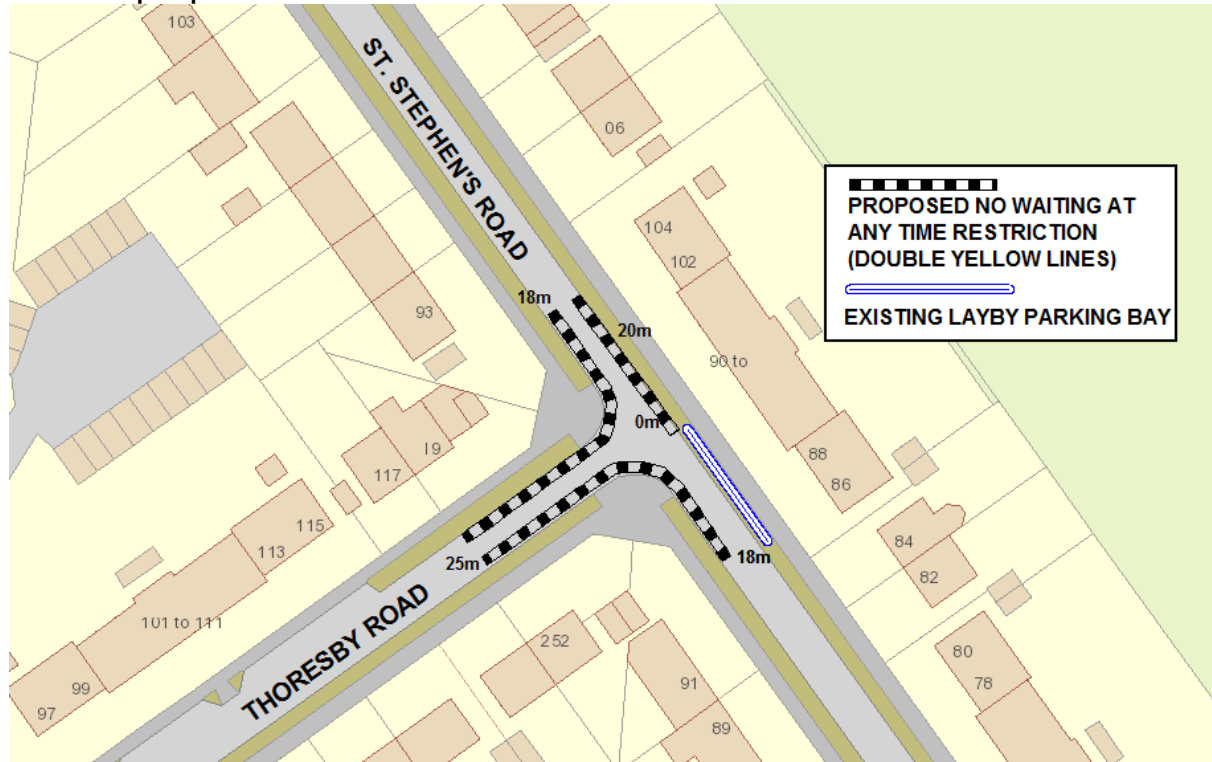 103
ST. STEPHEN'S ROAD
06
104
102
PROPOSED NO WAITING AT
ANY TIME RESTRICTION
(DOUBLE YELLOW LINES)
EXISTING LAYBY PARKING BAY
18m
20m
93
90 to
0m
19
117
88
86
115
113
84
82
25m
18m
101 to 111
THORESBY ROAD
252
80
78
99
97
91
89